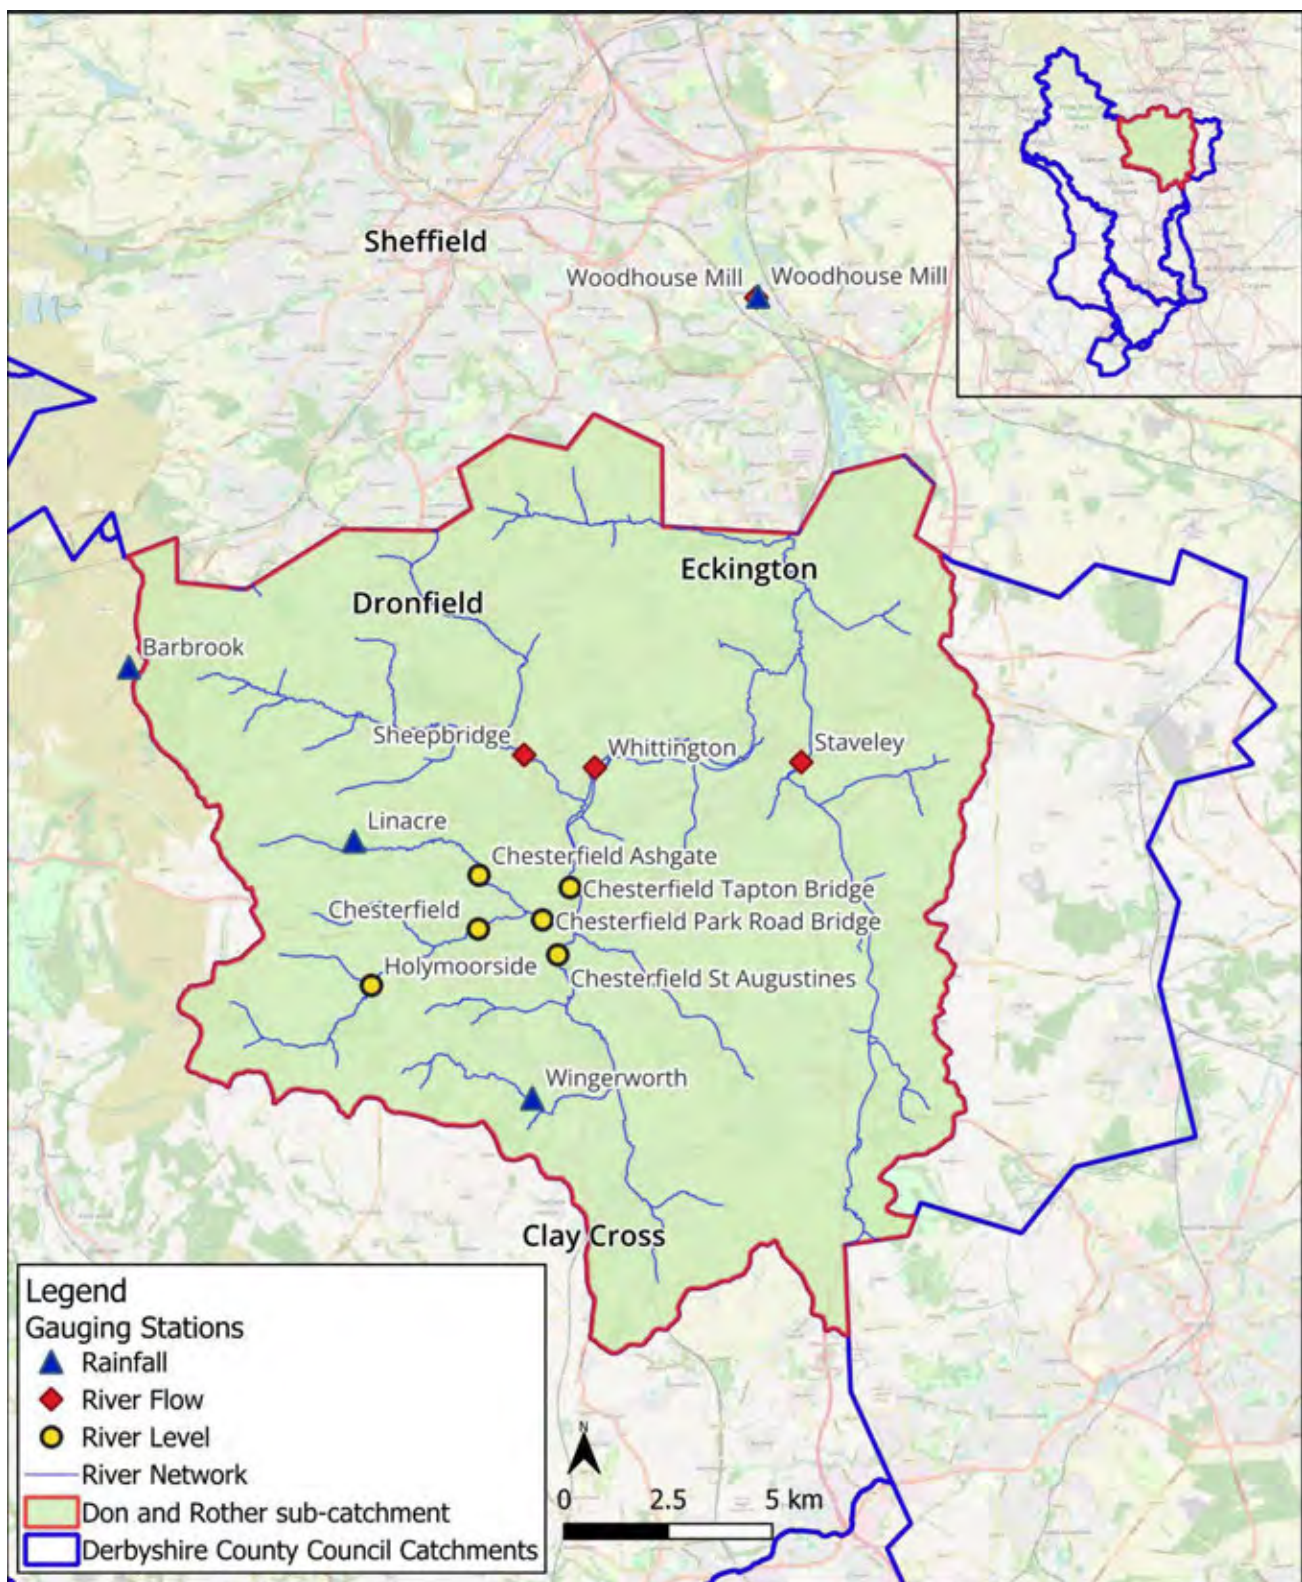 Sheffield
Woodhouse Mill
Woodhouse Mill
Eckington
Dronfield
Barbrook
Sheepbridge
Whittington
Staveley
Linacre
Chesterfield Ashgate
Chesterfield Tapton Bridge
Chesterfield
Chesterfield Park Road Bridge
Holymoorside
Chesterfield St Augustines
Wingerworth
Clay Cross
Legend
Gauging Stations
Rainfall
River Flow
River Level
River Network
Don and Rother sub-catchment
Derbyshire County Council Catchments
N
0 2.5 5 km